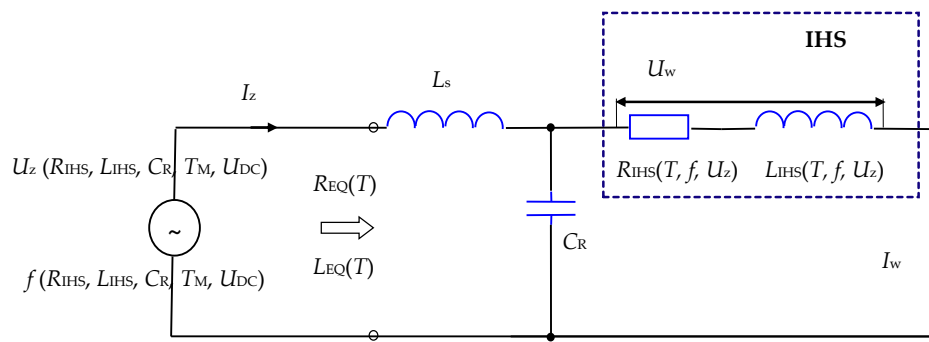 IHS
Uw
Ls
Iz
Uz (RIHS, LIHS, CR, TM, UDC)
RIHS(T, f, Uz)
LIHS(T, f, Uz)
REQ(T)
~
CR
LEQ(T)
Iw
f (RIHS, LIHS, CR, TM, UDC)